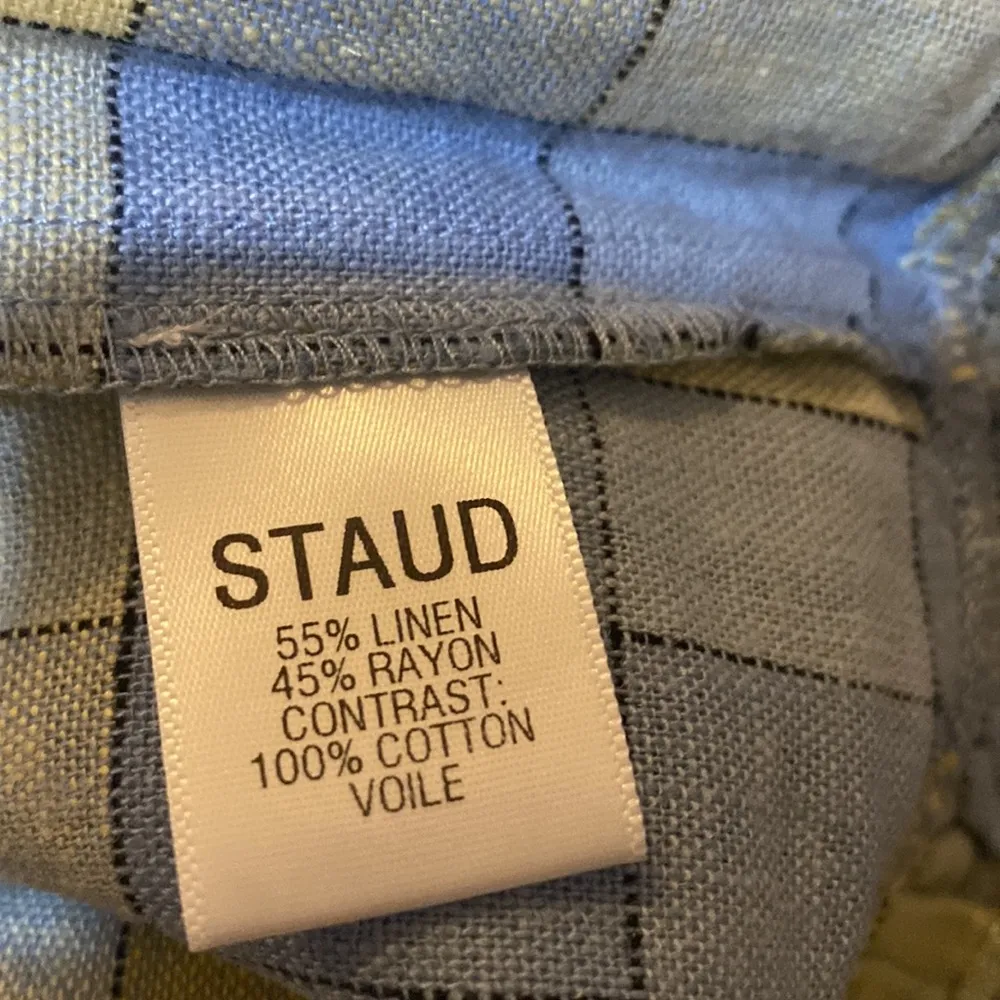 STAUD
55% LINEN
45% RAYON
CONTRAST:
100% COTTON
VOILE